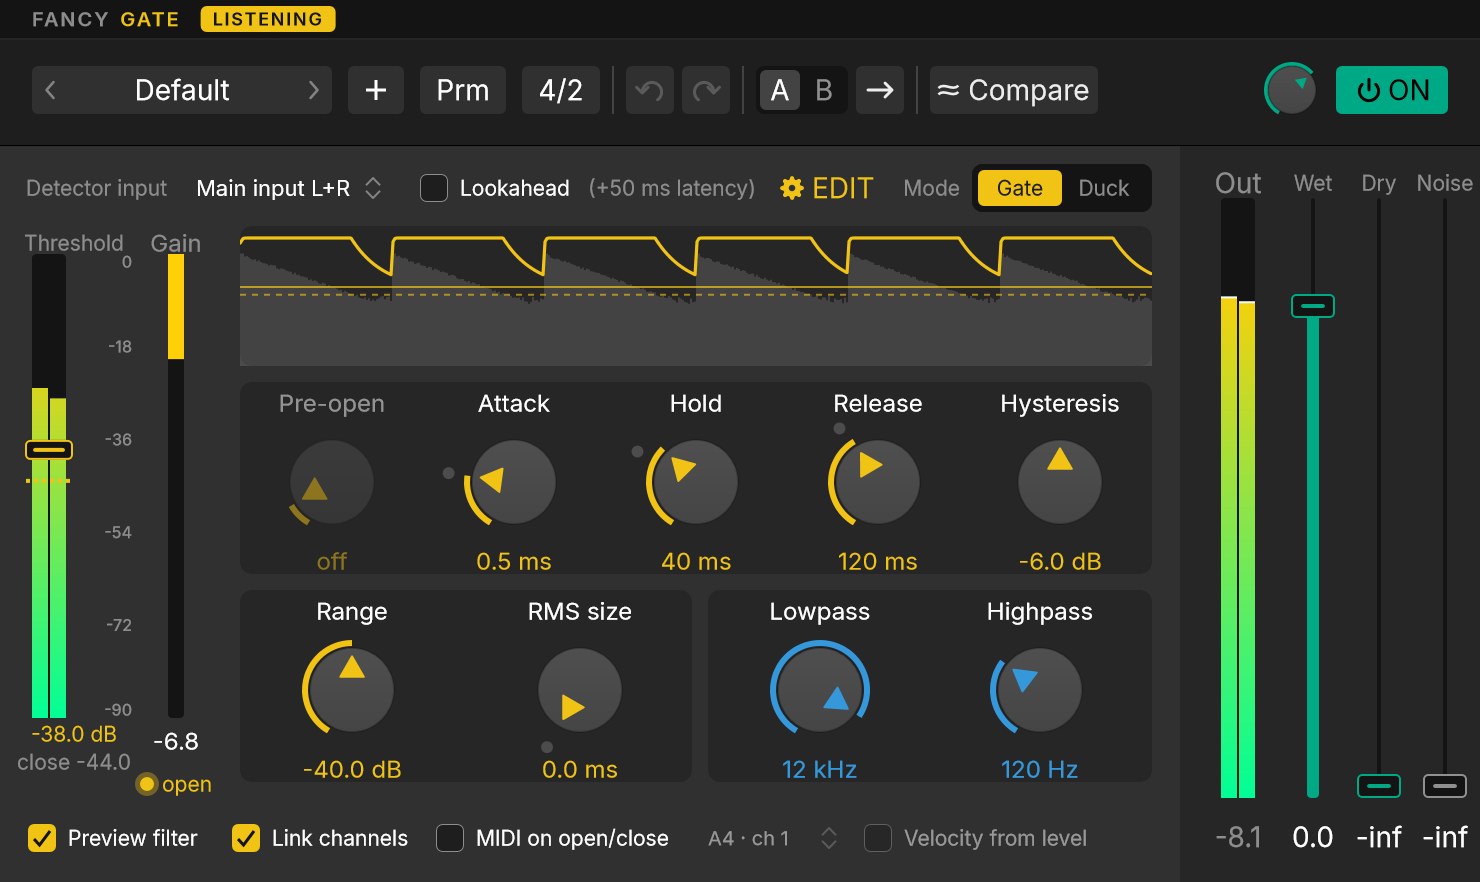 FANCY GATE LISTENING
Default + Prm 4/2 A B → ≈ Compare ON
Detector input Main input L+R Lookahead (+50 ms latency) EDIT Mode Gate Duck
Out Wet Dry Noise
Threshold Gain
0
-18
-36
-54
-72
-90
-38.0 dB
close -44.0
-6.8
open
Pre-open Attack Hold Release Hysteresis
off 0.5 ms 40 ms 120 ms -6.0 dB
Range RMS size Lowpass Highpass
-40.0 dB 0.0 ms 12 kHz 120 Hz
Preview filter Link channels MIDI on open/close A4 · ch 1 Velocity from level
-8.1 0.0 -inf -inf